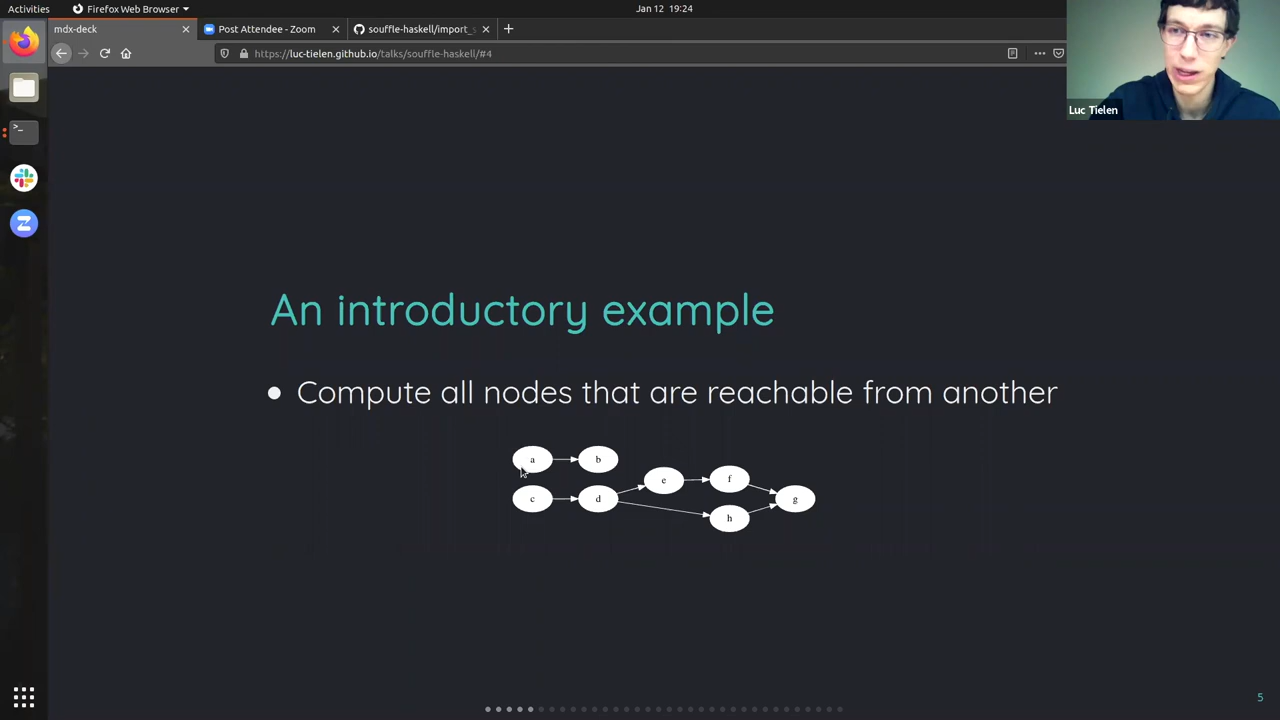 Activities
Firefox Web Browser
Jan 12 19:24
mdx-deck
Post Attendee - Zoom
souffle-haskell/import_s
https://luc-tielen.github.io/talks/souffle-haskell/#4
Luc Tielen
An introductory example
Compute all nodes that are reachable from another
a
b
c
d
e
f
g
h
5